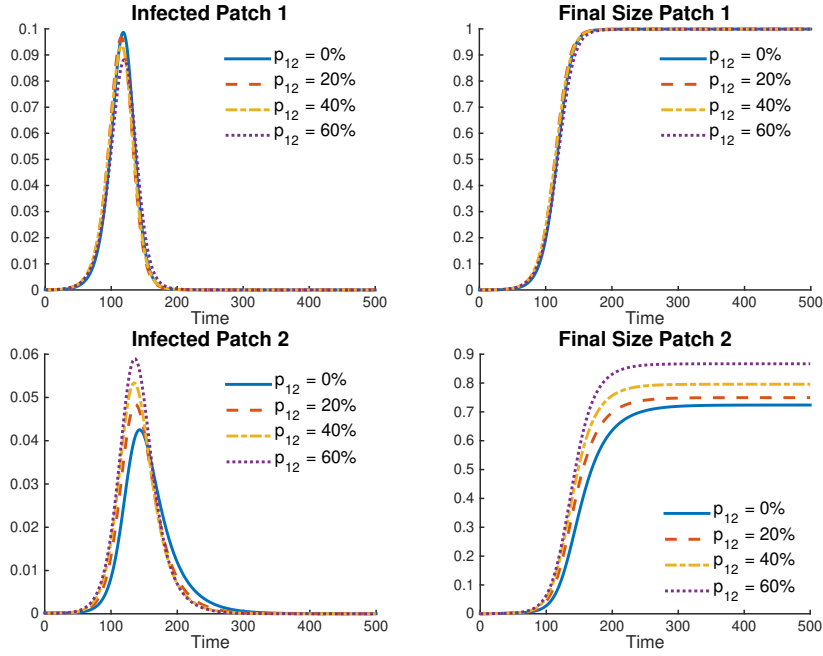 Infected Patch 1
0.1
0.09
0.08
0.07
0.06
0.05
0.04
0.03
0.02
0.01
0
0 100 200 300 400 500
Time
p12 = 0%
p12 = 20%
p12 = 40%
p12 = 60%
Final Size Patch 1
1
0.9
0.8
0.7
0.6
0.5
0.4
0.3
0.2
0.1
0
0 100 200 300 400 500
Time
p12 = 0%
p12 = 20%
p12 = 40%
p12 = 60%
Infected Patch 2
0.06
0.05
0.04
0.03
0.02
0.01
0
0 100 200 300 400 500
Time
p12 = 0%
p12 = 20%
p12 = 40%
p12 = 60%
Final Size Patch 2
0.9
0.8
0.7
0.6
0.5
0.4
0.3
0.2
0.1
0
0 100 200 300 400 500
Time
p12 = 0%
p12 = 20%
p12 = 40%
p12 = 60%